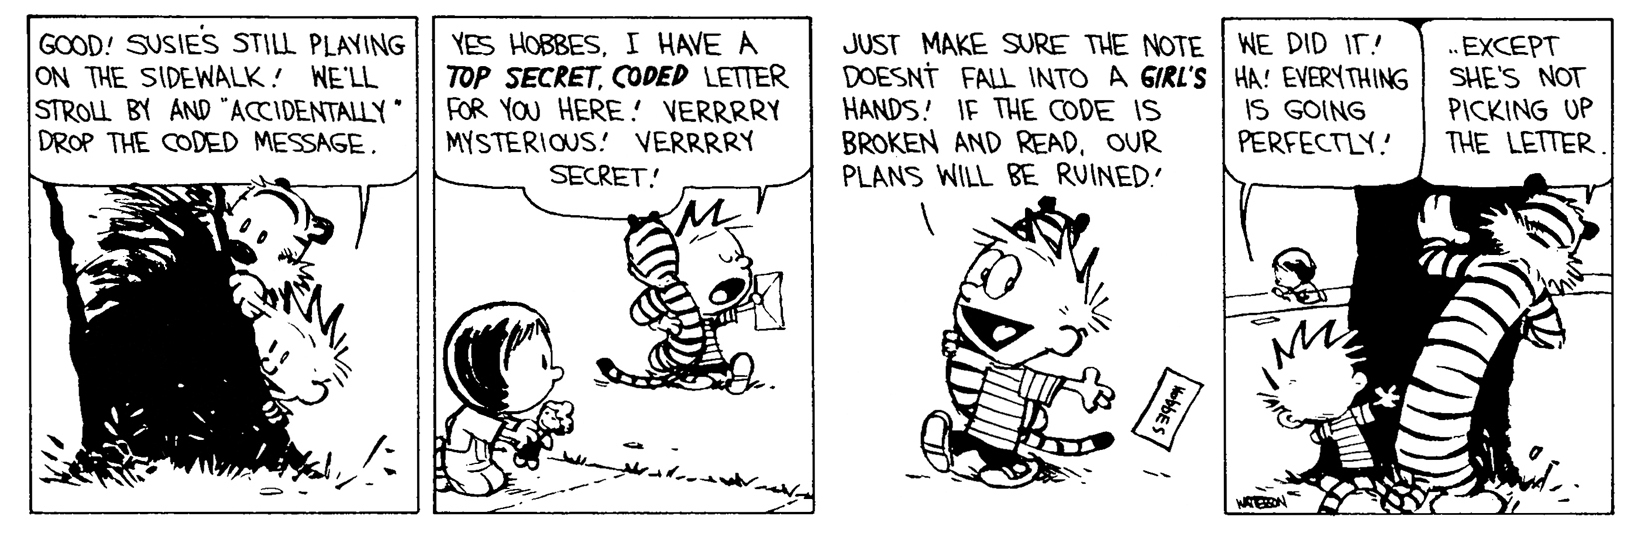 GOOD! SUSIE'S STILL PLAYING
ON THE SIDEWALK! WE'LL
STROLL BY AND "ACCIDENTALLY"
DROP THE CODED MESSAGE.
YES HOBBES, I HAVE A
TOP SECRET, CODED LETTER
FOR YOU HERE! VERRRRY
MYSTERIOUS! VERRRRY
SECRET!
JUST MAKE SURE THE NOTE
DOESN'T FALL INTO A GIRL'S
HANDS! IF THE CODE IS
BROKEN AND READ, OUR
PLANS WILL BE RUINED!
HOBBES
WE DID IT!
HA! EVERYTHING
IS GOING
PERFECTLY!
..EXCEPT
SHE'S NOT
PICKING UP
THE LETTER.
WATTERSON